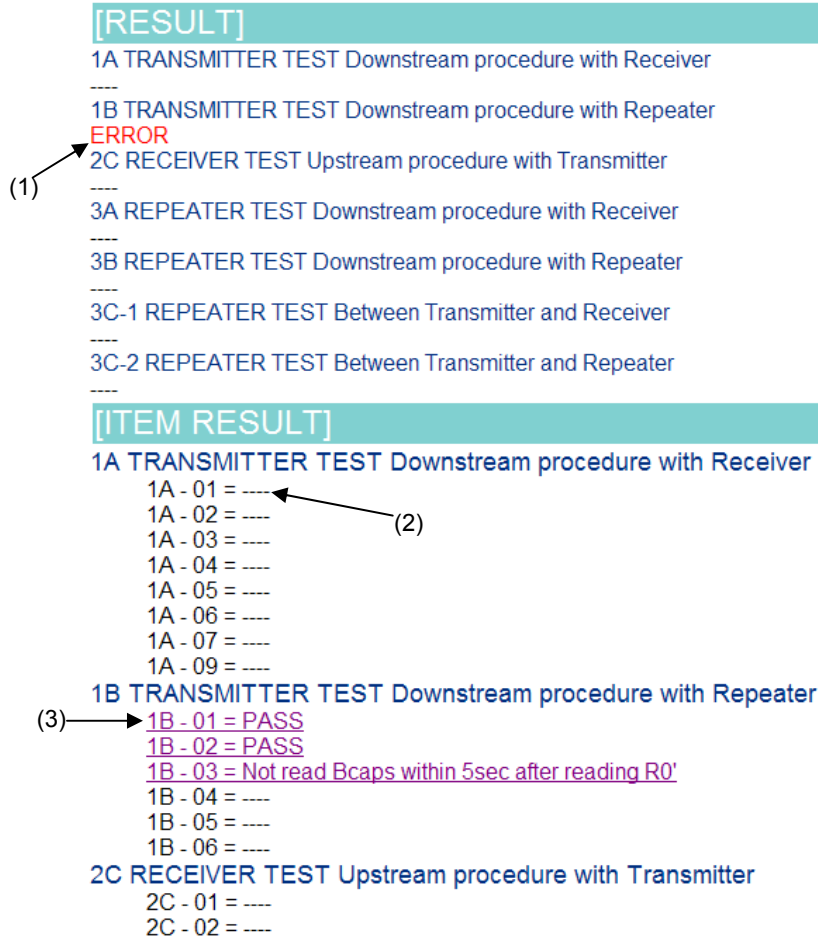 [RESULT]
1A TRANSMITTER TEST Downstream procedure with Receiver
----
1B TRANSMITTER TEST Downstream procedure with Repeater
ERROR
(1)
2C RECEIVER TEST Upstream procedure with Transmitter
----
3A REPEATER TEST Downstream procedure with Receiver
----
3B REPEATER TEST Downstream procedure with Repeater
----
3C-1 REPEATER TEST Between Transmitter and Receiver
----
3C-2 REPEATER TEST Between Transmitter and Repeater
----
[ITEM RESULT]
1A TRANSMITTER TEST Downstream procedure with Receiver
1A - 01 = ----
(2)
1A - 02 = ----
1A - 03 = ----
1A - 04 = ----
1A - 05 = ----
1A - 06 = ----
1A - 07 = ----
1A - 09 = ----
1B TRANSMITTER TEST Downstream procedure with Repeater
(3)
1B - 01 = PASS
1B - 02 = PASS
1B - 03 = Not read Bcaps within 5sec after reading R0'
1B - 04 = ----
1B - 05 = ----
1B - 06 = ----
2C RECEIVER TEST Upstream procedure with Transmitter
2C - 01 = ----
2C - 02 = ----